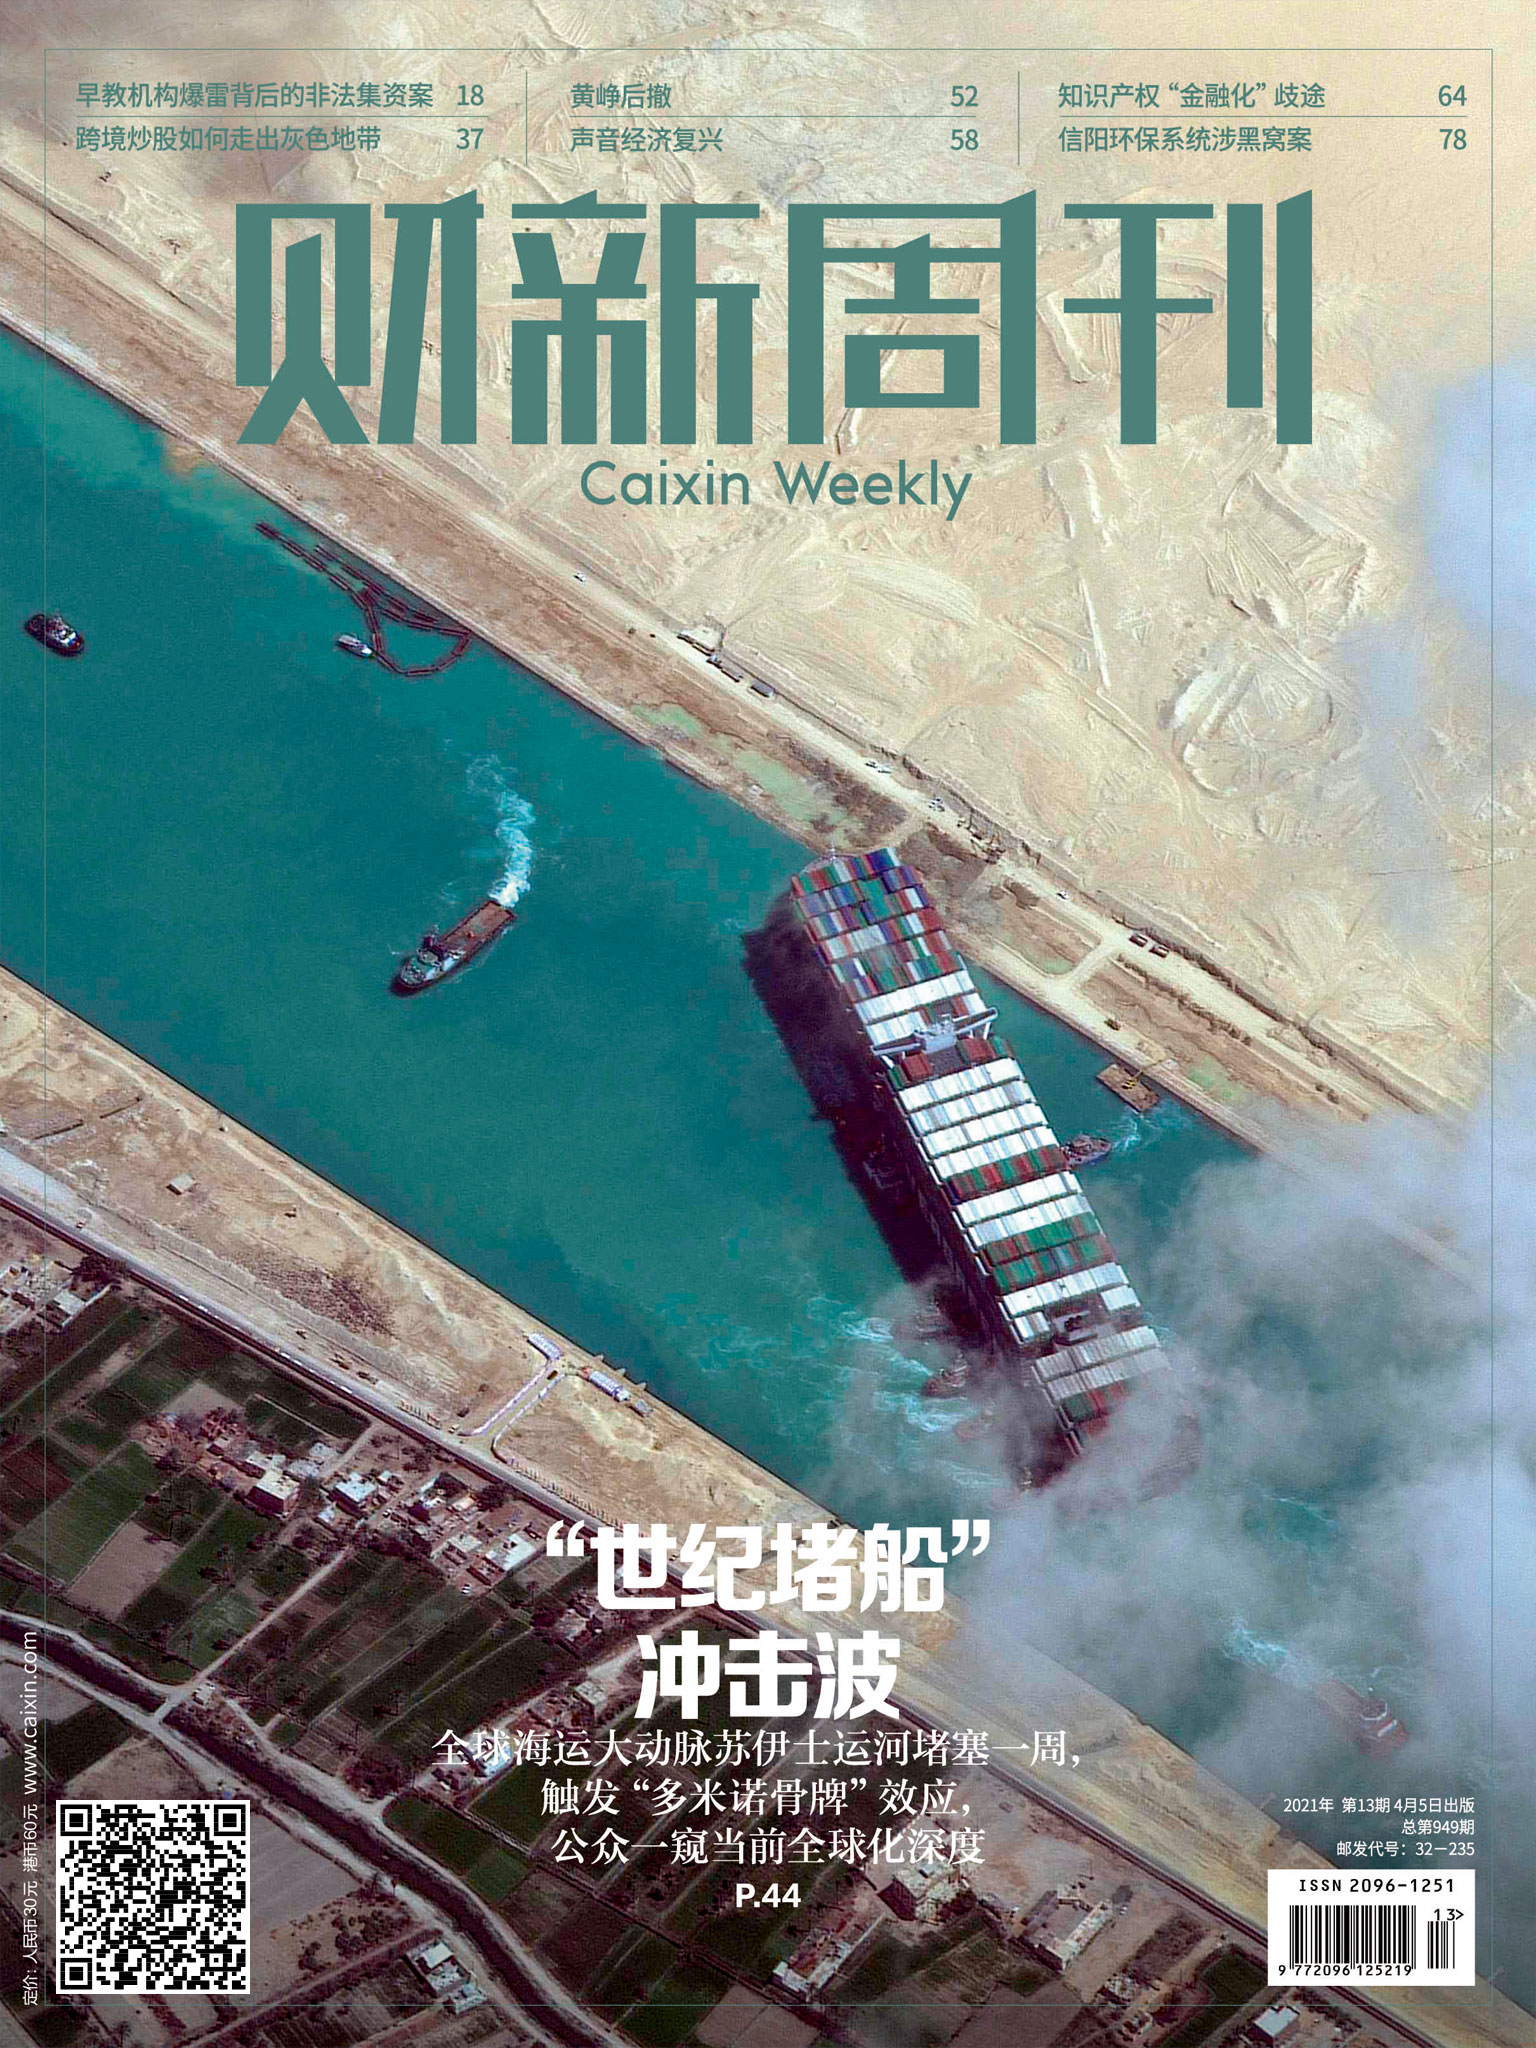 早教机构爆雷背后的非法集资案 18
跨境炒股如何走出灰色地带 37
黄峥后撤 52
声音经济复兴 58
知识产权“金融化”歧途 64
信阳环保系统涉黑窝案 78
财新周刊
Caixin Weekly
“世纪堵船”
冲击波
全球海运大动脉苏伊士运河堵塞一周，
触发“多米诺骨牌”效应，
公众一窥当前全球化深度
P.44
定价：人民币30元 港币60元 www.caixin.com
2021年 第13期 4月5日出版
总第949期
邮发代号：32—235
ISSN 2096-1251
13>
9 772096 125219